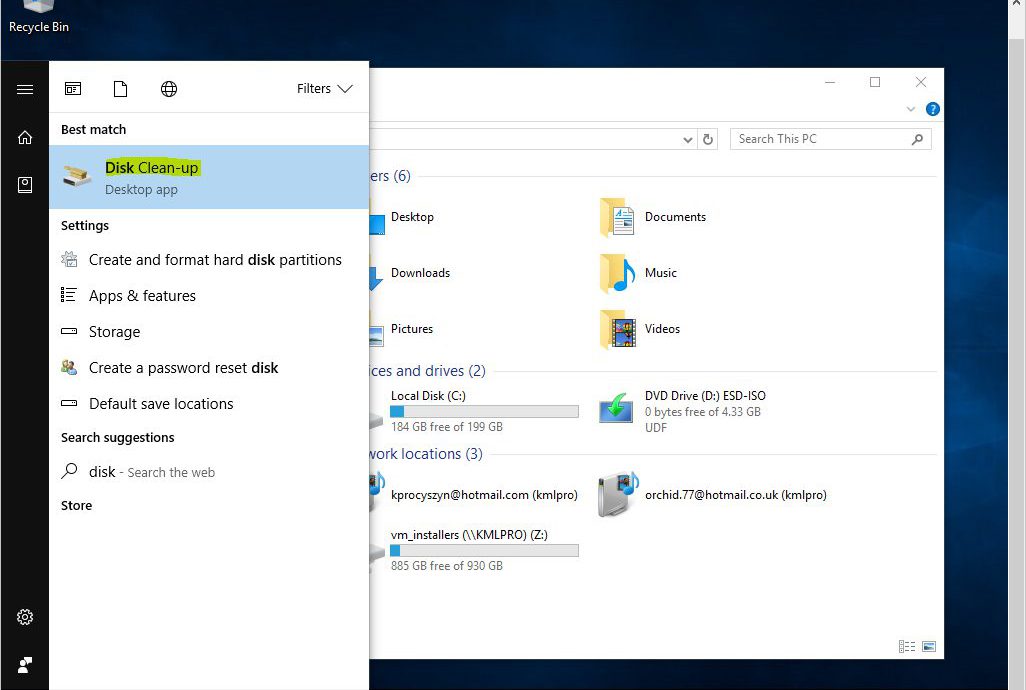 Recycle Bin
Filters
Best match
Disk Clean-up
Desktop app
Settings
Create and format hard disk partitions
Apps & features
Storage
Create a password reset disk
Default save locations
Search suggestions
disk - Search the web
Store
?
Search This PC
ers (6)
Desktop
Documents
Downloads
Music
Pictures
Videos
ices and drives (2)
Local Disk (C:)
184 GB free of 199 GB
DVD Drive (D:) ESD-ISO
0 bytes free of 4.33 GB
UDF
work locations (3)
kprocyszyn@hotmail.com (kmlpro)
orchid.77@hotmail.co.uk (kmlpro)
vm_installers (\\KMLPRO) (Z:)
885 GB free of 930 GB